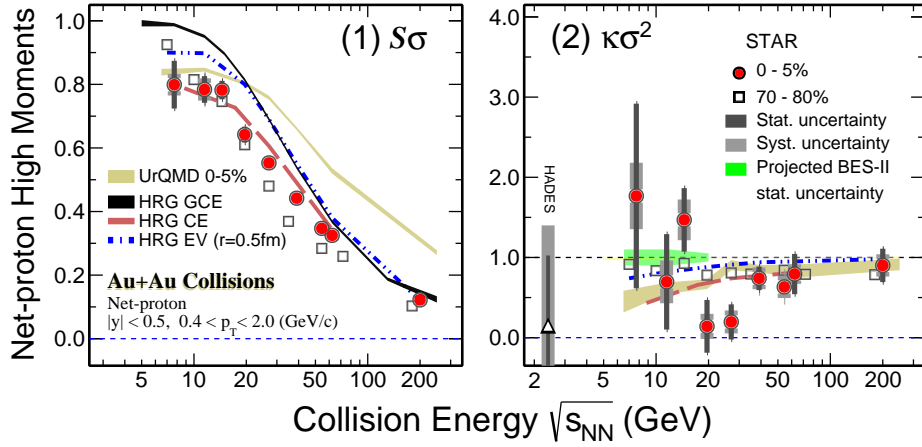 Net-proton High Moments
1.0
0.8
0.6
0.4
0.2
0.0
(1) Sσ
UrQMD 0-5%
HRG GCE
HRG CE
HRG EV (r=0.5fm)
Au+Au Collisions
Net-proton
|y| < 0.5, 0.4 < p_T < 2.0 (GeV/c)
5 10 20 50 100 200
4.0
3.0
2.0
1.0
0.0
(2) κσ²
STAR
0 - 5%
70 - 80%
Stat. uncertainty
Syst. uncertainty
Projected BES-II
stat. uncertainty
HADES
2 5 10 20 50 100 200
Collision Energy √s_NN (GeV)